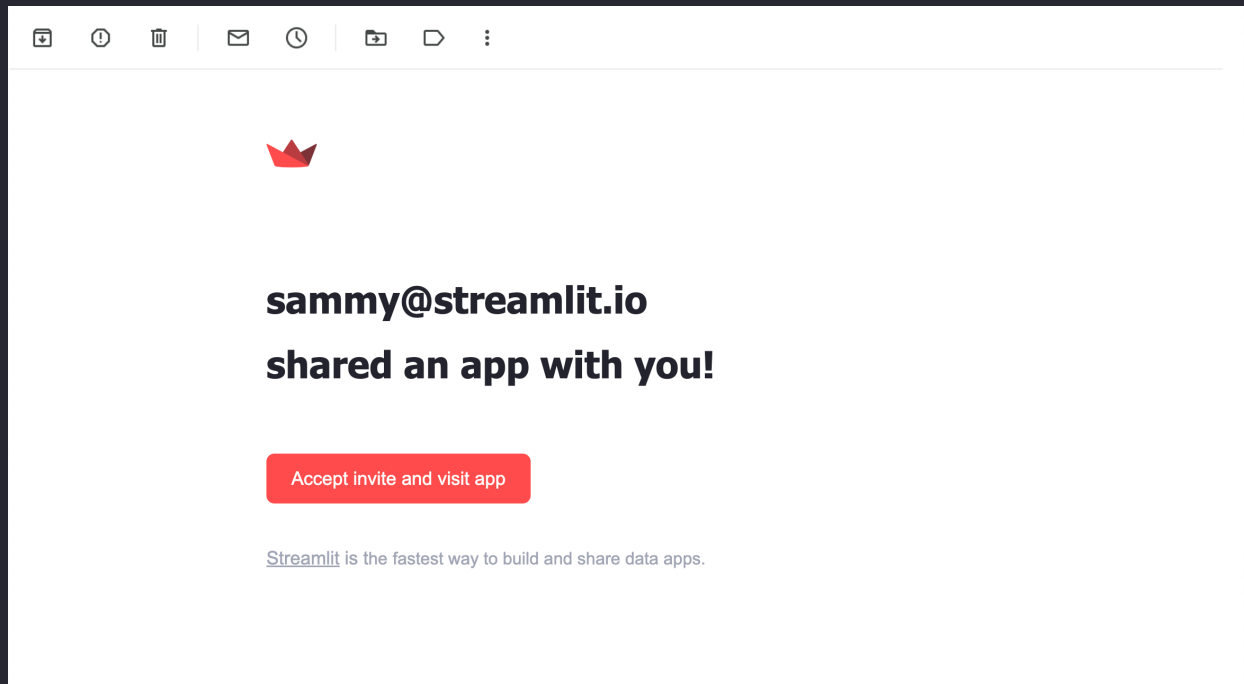 sammy@streamlit.io
shared an app with you!
Accept invite and visit app
Streamlit is the fastest way to build and share data apps.